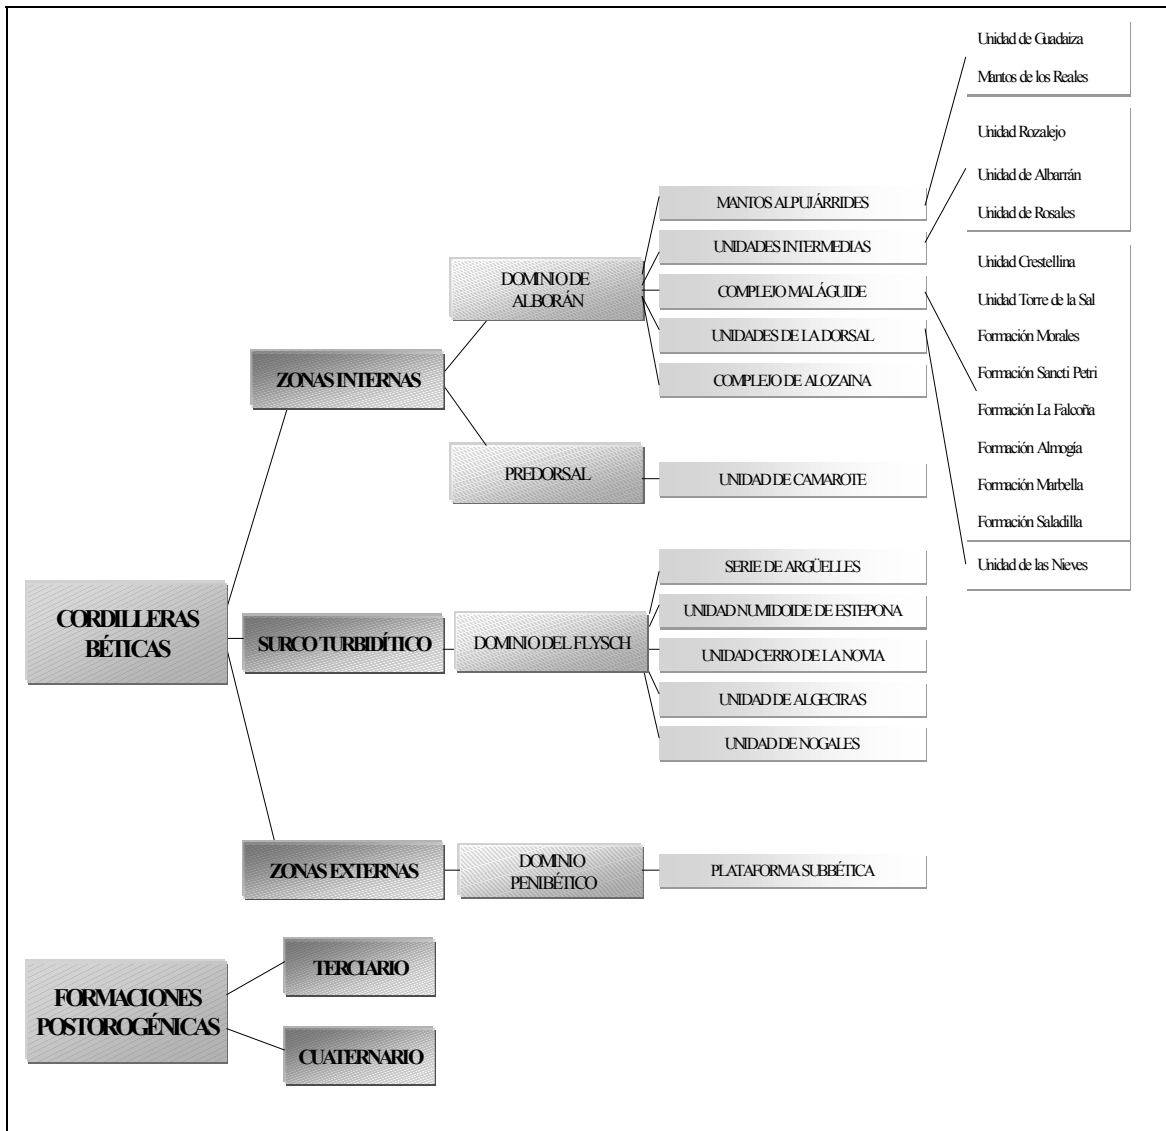 Unidad de Guadaiza
Mantos de los Reales
Unidad Rozalejo
Unidad de Albarrán
Unidad de Rosales
MANTOS ALPUJÁRRIDES
UNIDADES INTERMEDIAS
DOMINIO DE
ALBORÁN
COMPLEJO MALÁGUIDE
UNIDADES DE LA DORSAL
COMPLEJO DE ALOZAINA
Unidad Crestellina
Unidad Torre de la Sal
Formación Morales
Formación Sancti Petri
Formación La Falcoña
Formación Almogía
Formación Marbella
Formación Saladilla
Unidad de las Nieves
ZONAS INTERNAS
PREDORSAL
UNIDAD DE CAMAROTE
CORDILLERAS
BÉTICAS
SURCO TURBIDÍTICO
DOMINIO DEL FLYSCH
SERIE DE ARGÜELLES
UNIDAD NUMIDOIDE DE ESTEPONA
UNIDAD CERRO DE LA NOVIA
UNIDAD DE ALGECIRAS
UNIDAD DE NOGALES
ZONAS EXTERNAS
DOMINIO
PENIBÉTICO
PLATAFORMA SUBBÉTICA
FORMACIONES
POSTOROGÉNICAS
TERCIARIO
CUATERNARIO